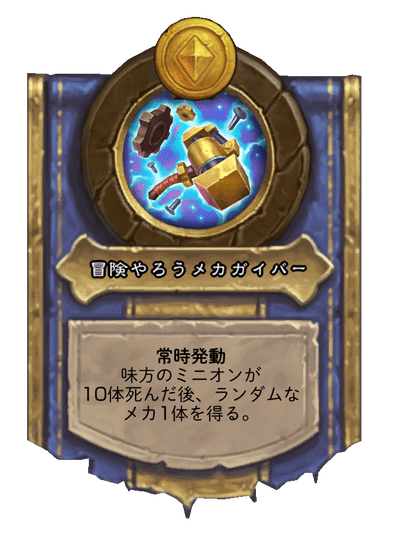 冒険やろうメカガイバー
常時発動
味方のミニオンが
10体死んだ後、ランダムな
メカ1体を得る。